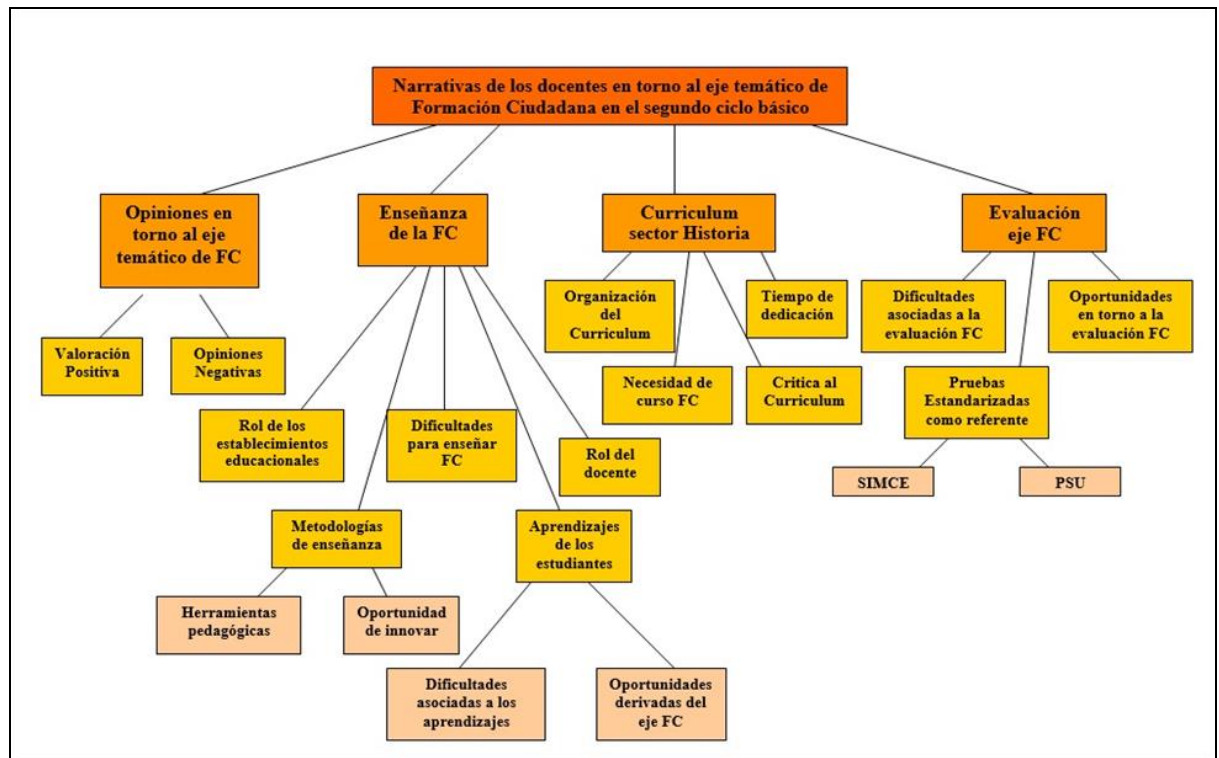 Narrativas de los docentes en torno al eje temático de
Formación Ciudadana en el segundo ciclo básico
Opiniones en
torno al eje
temático de FC
Enseñanza
de la FC
Curriculum
sector Historia
Evaluación
eje FC
Valoración
Positiva
Opiniones
Negativas
Rol de los
establecimientos
educacionales
Dificultades
para enseñar
FC
Rol del
docente
Metodologías
de enseñanza
Aprendizajes
de los
estudiantes
Herramientas
pedagógicas
Oportunidad
de innovar
Dificultades
asociadas a los
aprendizajes
Oportunidades
derivadas del
eje FC
Organización
del
Curriculum
Tiempo de
dedicación
Necesidad de
curso FC
Critica al
Curriculum
Dificultades
asociadas a la
evaluación FC
Oportunidades
en torno a la
evaluación FC
Pruebas
Estandarizadas
como referente
SIMCE
PSU